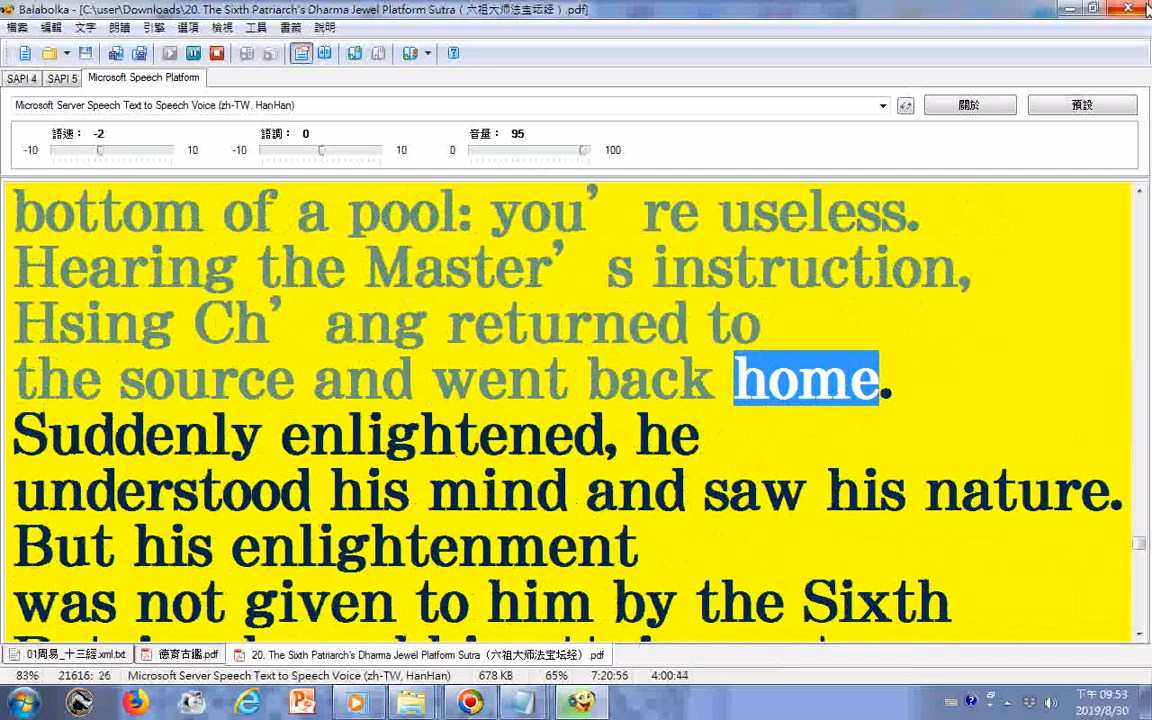 Balabolka - [C:\user\Downloads\20. The Sixth Patriarch's Dharma Jewel Platform Sutra（六祖大师法宝坛经）.pdf]
檔案 編輯 文字 朗讀 引擎 選項 檢視 工具 書籤 說明
SAPI 4 SAPI 5 Microsoft Speech Platform
Microsoft Server Speech Text to Speech Voice (zh-TW, HanHan) 關於 預設
語速： -2 語調： 0 音量： 95
-10 10 -10 10 0 100
bottom of a pool: you’ re useless.
Hearing the Master’ s instruction,
Hsing Ch’ ang returned to
the source and went back home.
Suddenly enlightened, he
understood his mind and saw his nature.
But his enlightenment
was not given to him by the Sixth
01周易_十三經.xml.txt 德育古鑑.pdf 20. The Sixth Patriarch's Dharma Jewel Platform Sutra（六祖大师法宝坛经）.pdf
83% 21616: 26 Microsoft Server Speech Text to Speech Voice (zh-TW, HanHan) 678 KB 65% 7:20:56 4:00:44
下午 09:53
2019/8/30